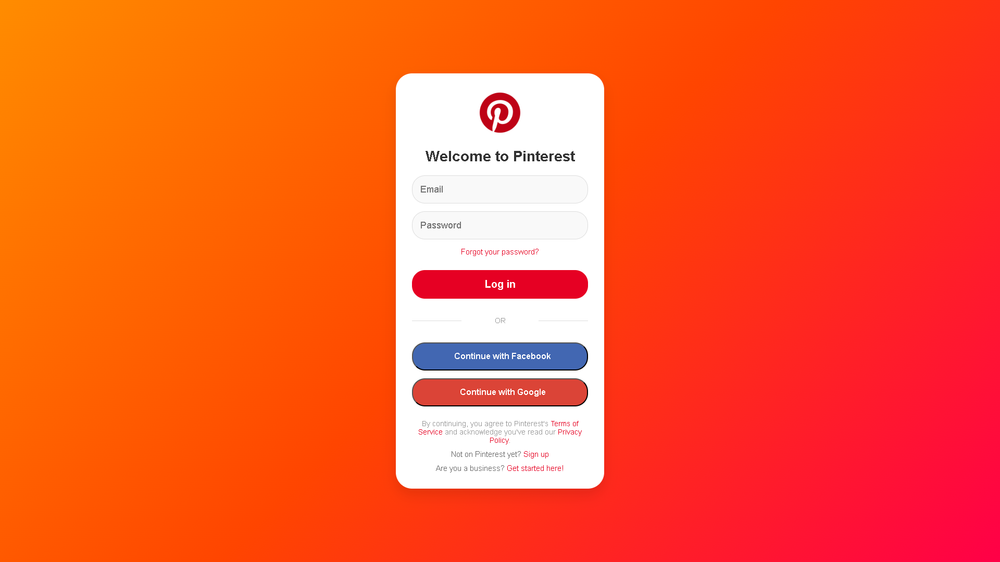 Welcome to Pinterest
Email
Password
Forgot your password?
Log in
OR
Continue with Facebook
Continue with Google
By continuing, you agree to Pinterest's Terms of
Service and acknowledge you've read our Privacy
Policy.
Not on Pinterest yet? Sign up
Are you a business? Get started here!